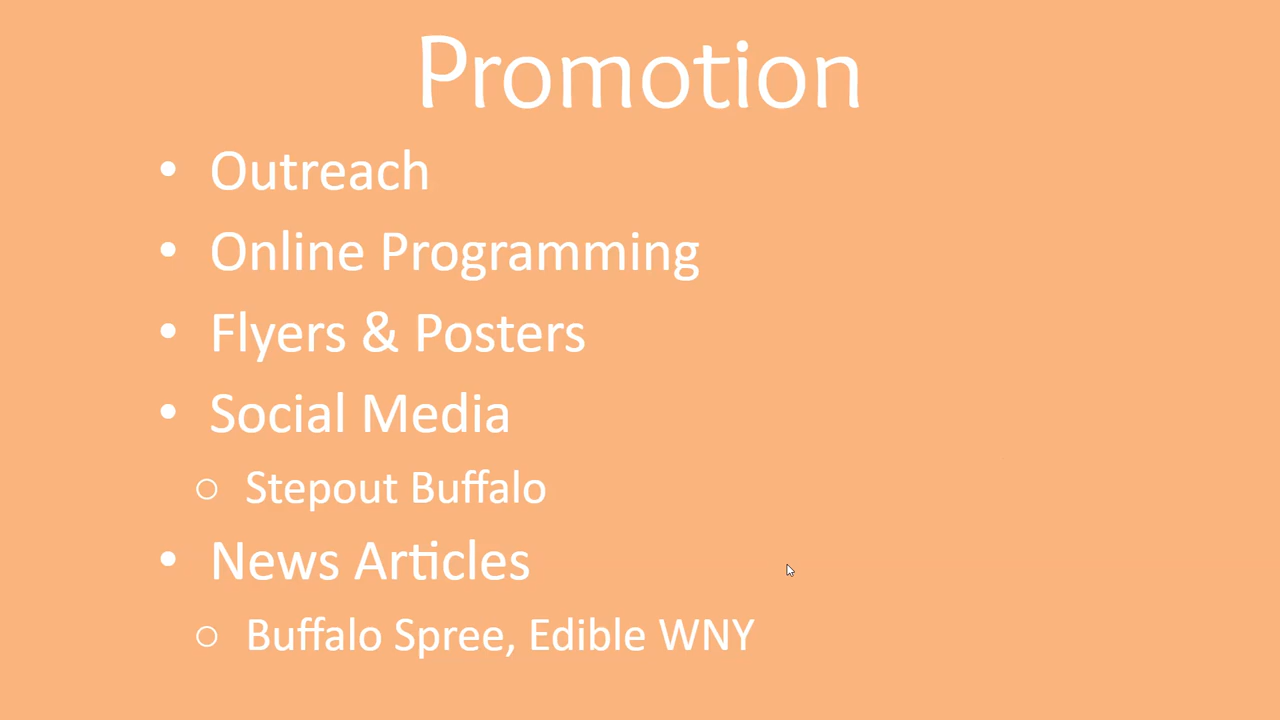 Promotion
• Outreach
• Online Programming
• Flyers & Posters
• Social Media
○ Stepout Buffalo
• News Articles
○ Buffalo Spree, Edible WNY